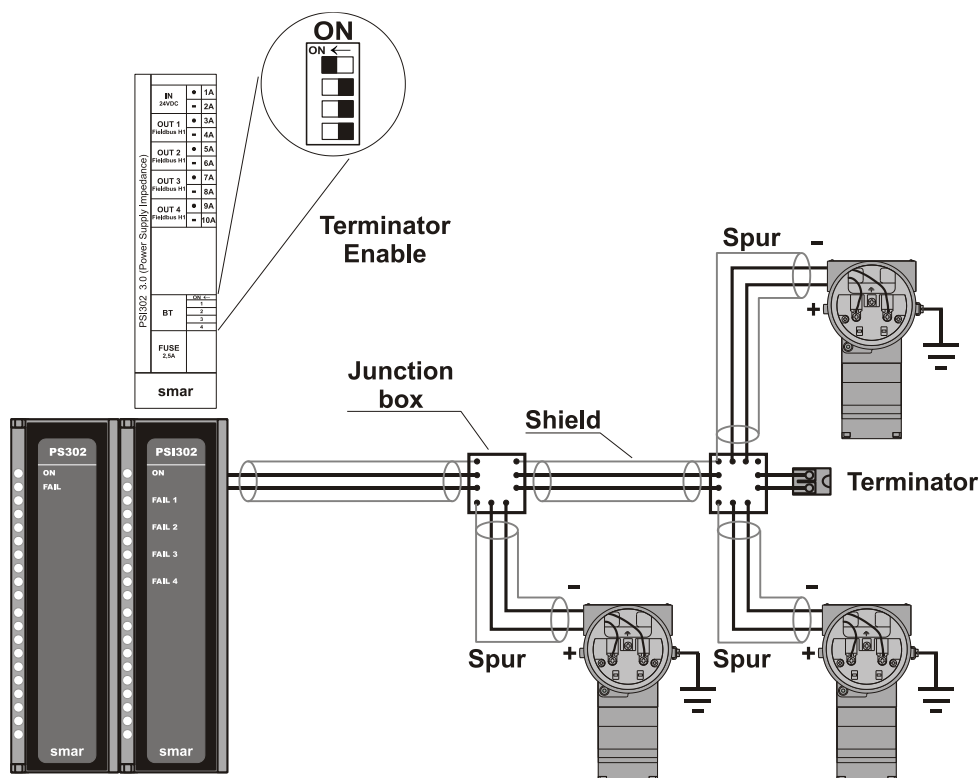 ON
ON ←
PSI302 3.0 (Power Supply Impedance)
IN
24VDC
• 1A
- 2A
OUT 1
Fieldbus H1
• 3A
- 4A
OUT 2
Fieldbus H1
• 5A
- 6A
OUT 3
Fieldbus H1
• 7A
- 8A
OUT 4
Fieldbus H1
• 9A
- 10A
BT
ON ←
1
2
3
4
FUSE
2,5A
smar
Terminator
Enable
Spur
-
+
Junction
box
Shield
Terminator
PS302
ON
FAIL
smar
PSI302
ON
FAIL 1
FAIL 2
FAIL 3
FAIL 4
smar
-
Spur
+
-
Spur
+